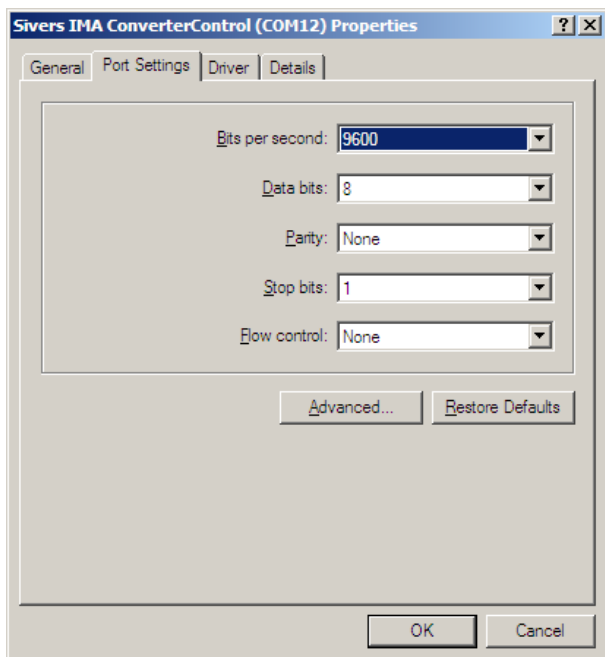 Sivers IMA ConverterControl (COM12) Properties
General Port Settings Driver Details
Bits per second: 9600
Data bits: 8
Parity: None
Stop bits: 1
Flow control: None
Advanced... Restore Defaults
OK Cancel